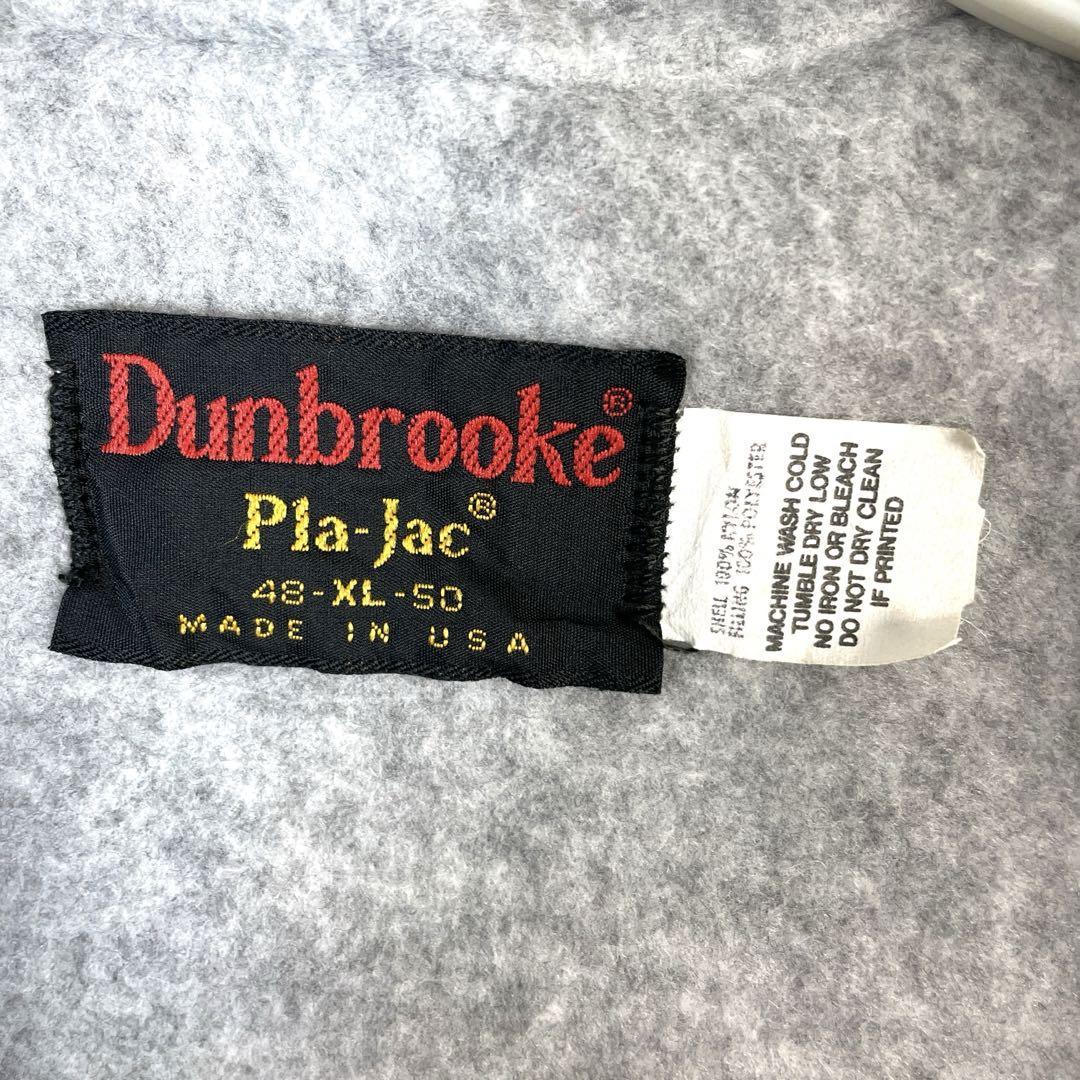 Dunbrooke®
Pla-Jac®
48-XL-50
MADE IN USA
SHELL 100% NYLON
FILLING 100% POLYESTER
MACHINE WASH COLD
TUMBLE DRY LOW
NO IRON OR BLEACH
DO NOT DRY CLEAN
IF PRINTED